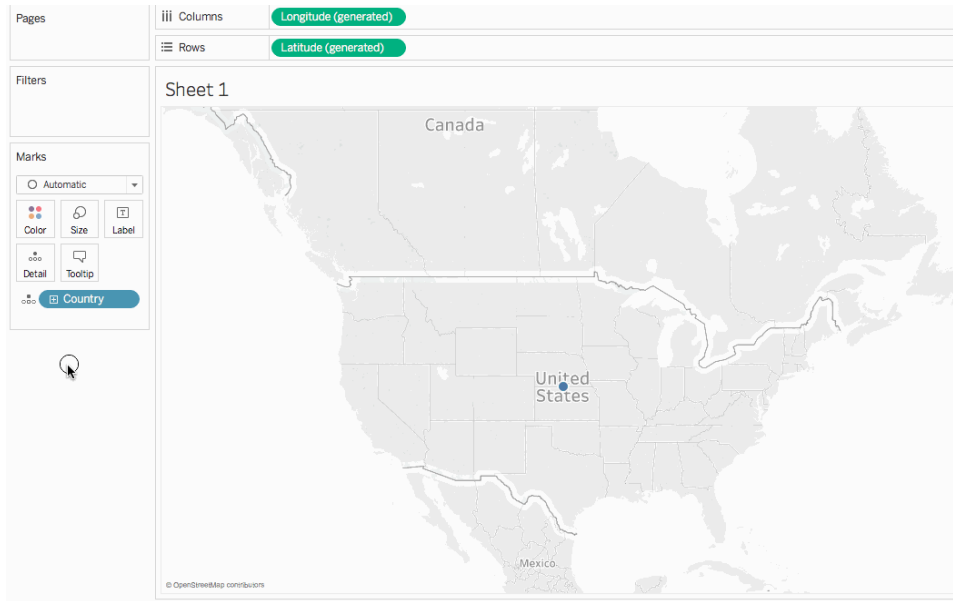 Pages
Columns
Longitude (generated)
Rows
Latitude (generated)
Filters
Sheet 1
Canada
Marks
Automatic
Color
Size
Label
Detail
Tooltip
Country
United
States
Mexico
© OpenStreetMap contributors